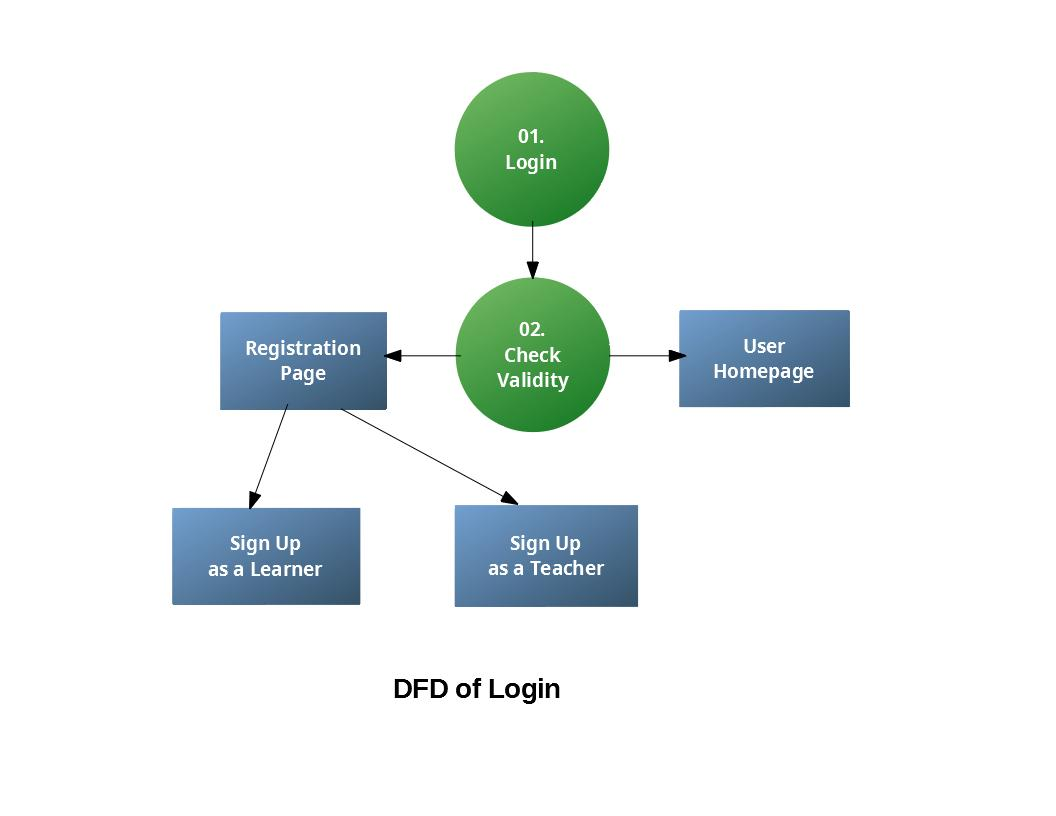 01.
Login
02.
Check
Validity
Registration
Page
User
Homepage
Sign Up
as a Learner
Sign Up
as a Teacher
DFD of Login